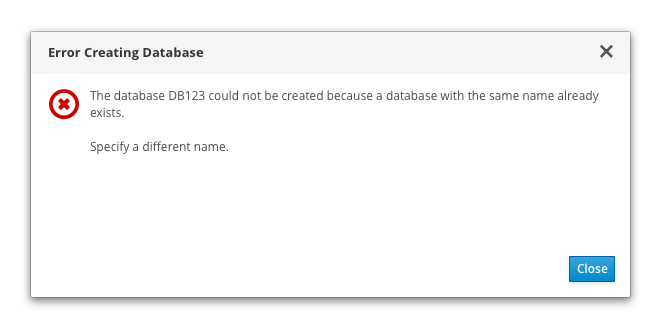 Error Creating Database
The database DB123 could not be created because a database with the same name already
exists.
Specify a different name.
Close